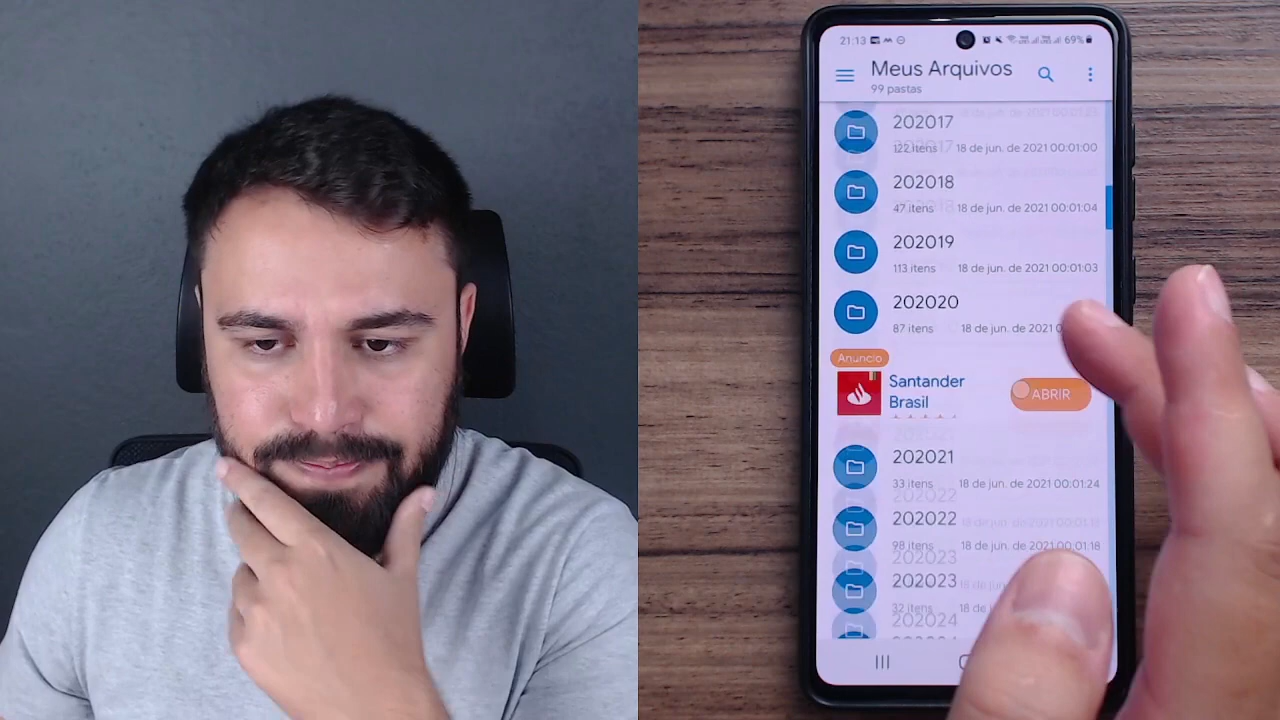 21:13
69%
Meus Arquivos
99 pastas
202017
122 itens 18 de jun. de 2021 00:01:00
202018
47 itens 18 de jun. de 2021 00:01:04
202019
113 itens 18 de jun. de 2021 00:01:03
202020
87 itens 18 de jun. de 2021
Anúncio
Santander
Brasil
ABRIR
202021
33 itens 18 de jun. de 2021 00:01:24
202022
98 itens 18 de jun. de 2021 00:01:18
202023
32 itens 18 de
202024